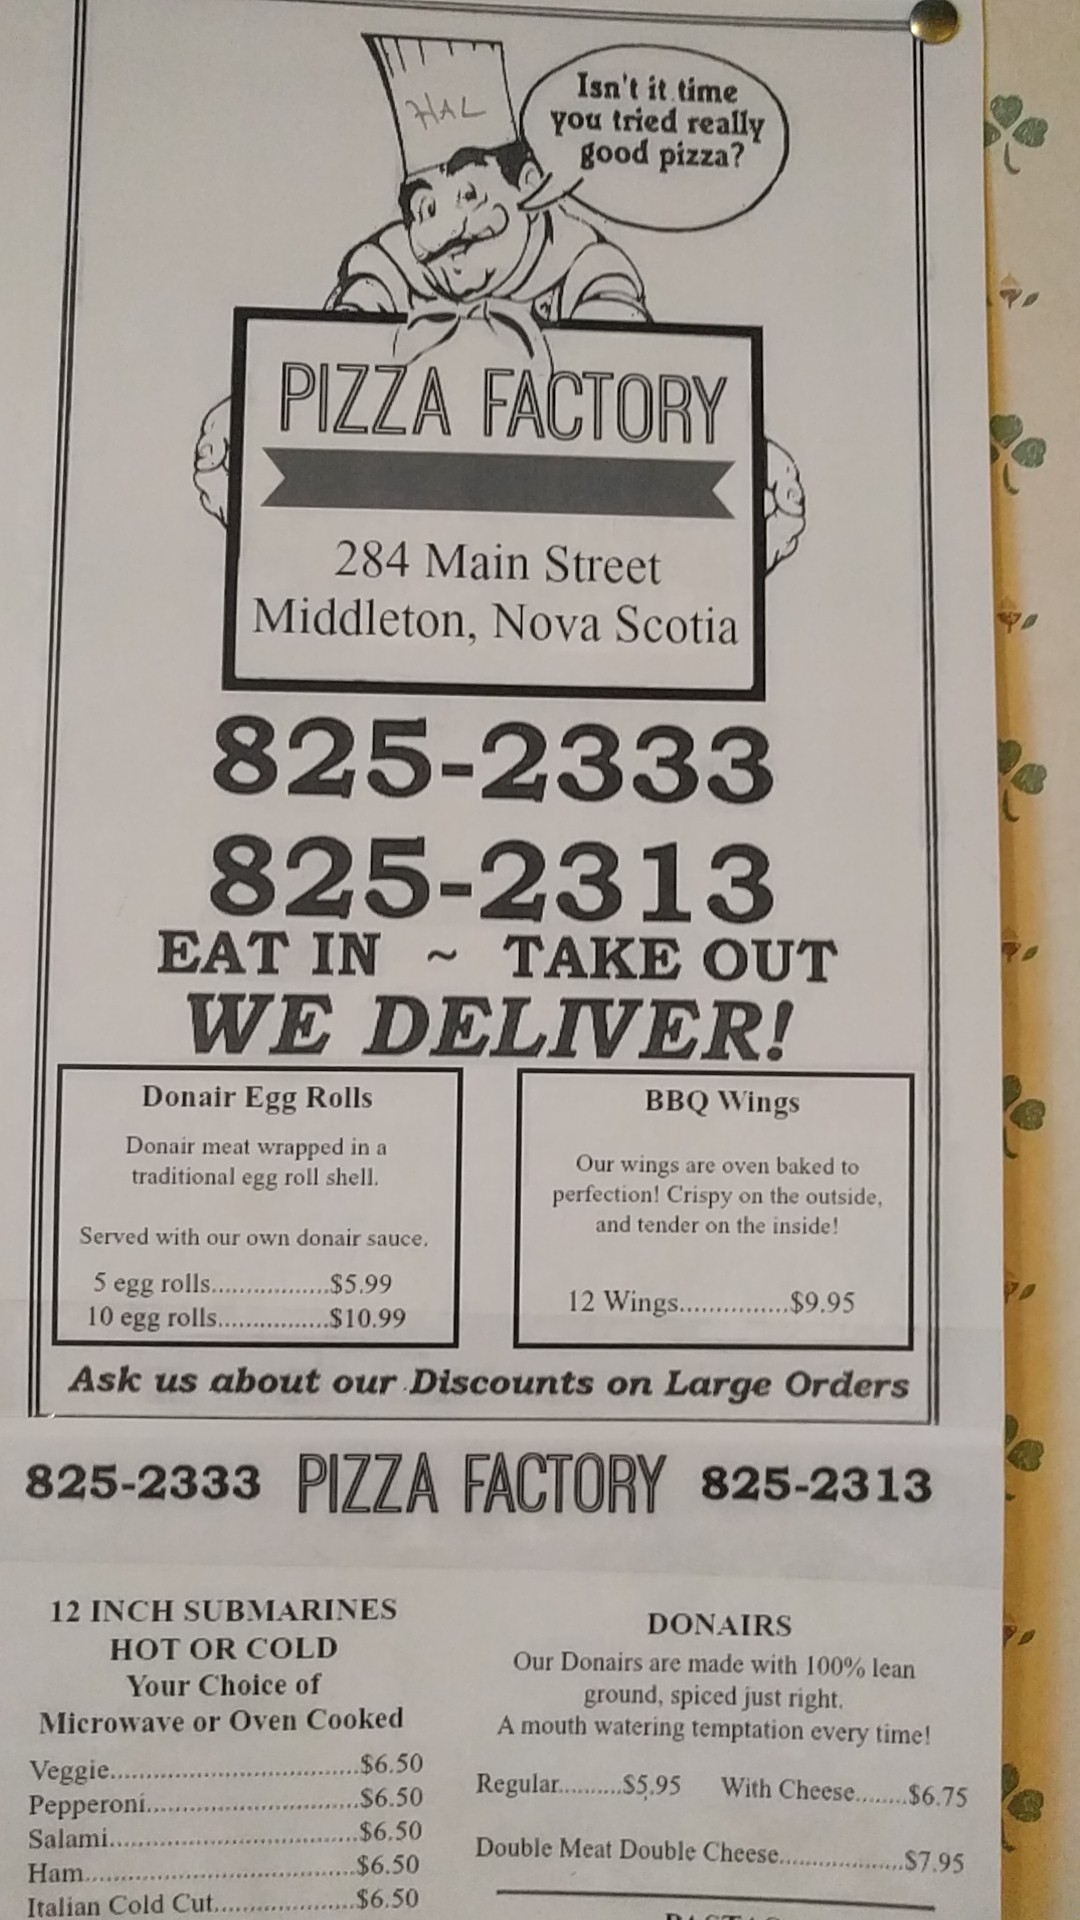 HAL
Isn't it time
you tried really
good pizza?
PIZZA FACTORY
284 Main Street
Middleton, Nova Scotia
825-2333
825-2313
EAT IN ~ TAKE OUT
WE DELIVER!
Donair Egg Rolls
Donair meat wrapped in a
traditional egg roll shell.
Served with our own donair sauce.
5 egg rolls.................$5.99
10 egg rolls................$10.99
BBQ Wings
Our wings are oven baked to
perfection! Crispy on the outside,
and tender on the inside!
12 Wings................$9.95
Ask us about our Discounts on Large Orders
825-2333 PIZZA FACTORY 825-2313
12 INCH SUBMARINES
HOT OR COLD
Your Choice of
Microwave or Oven Cooked
Veggie....................................$6.50
Pepperoni...............................$6.50
Salami....................................$6.50
Ham.......................................$6.50
Italian Cold Cut....................$6.50
DONAIRS
Our Donairs are made with 100% lean
ground, spiced just right.
A mouth watering temptation every time!
Regular..........$5.95 With Cheese........$6.75
Double Meat Double Cheese...................$7.95